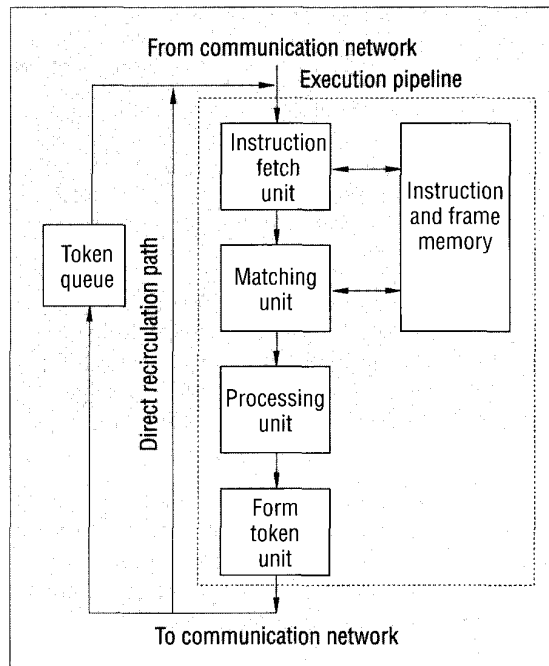 From communication network
Execution pipeline
Instruction
fetch
unit
Instruction
and frame
memory
Token
queue
Direct recirculation path
Matching
unit
Processing
unit
Form
token
unit
To communication network